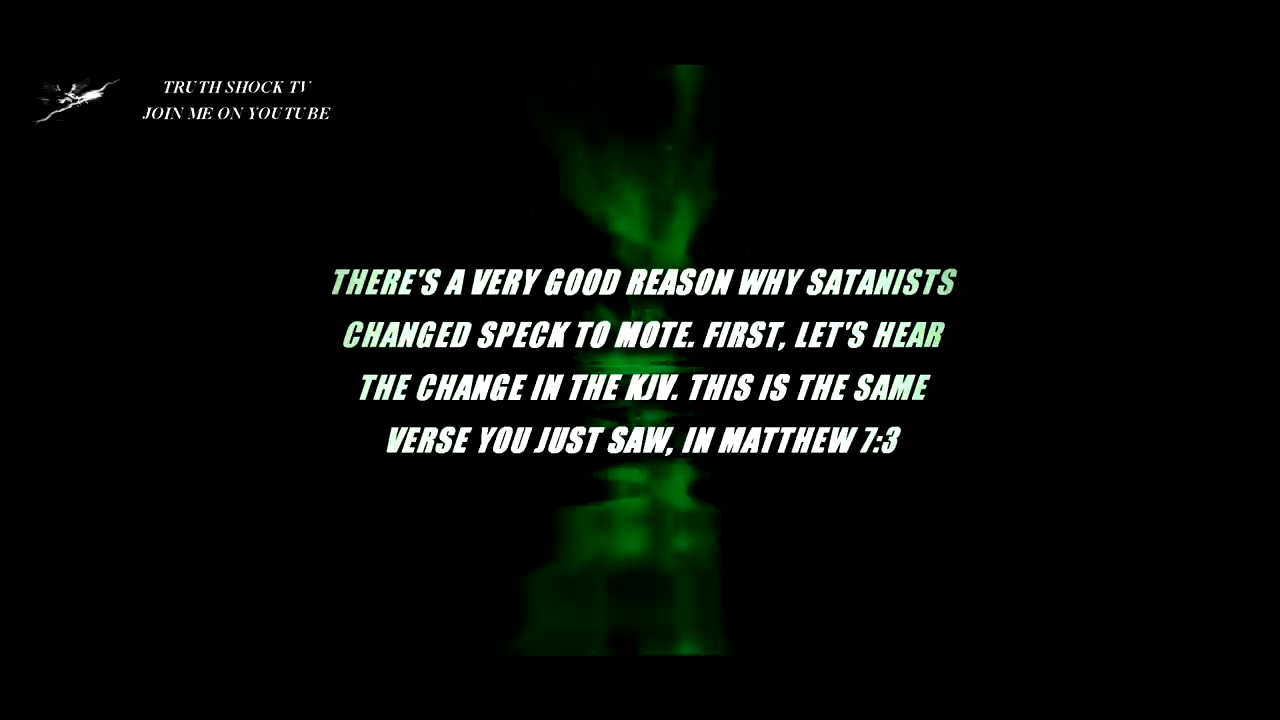 TRUTH SHOCK TV
JOIN ME ON YOUTUBE
THERE'S A VERY GOOD REASON WHY SATANISTS
CHANGED SPECK TO MOTE. FIRST, LET'S HEAR
THE CHANGE IN THE KJV. THIS IS THE SAME
VERSE YOU JUST SAW, IN MATTHEW 7:3